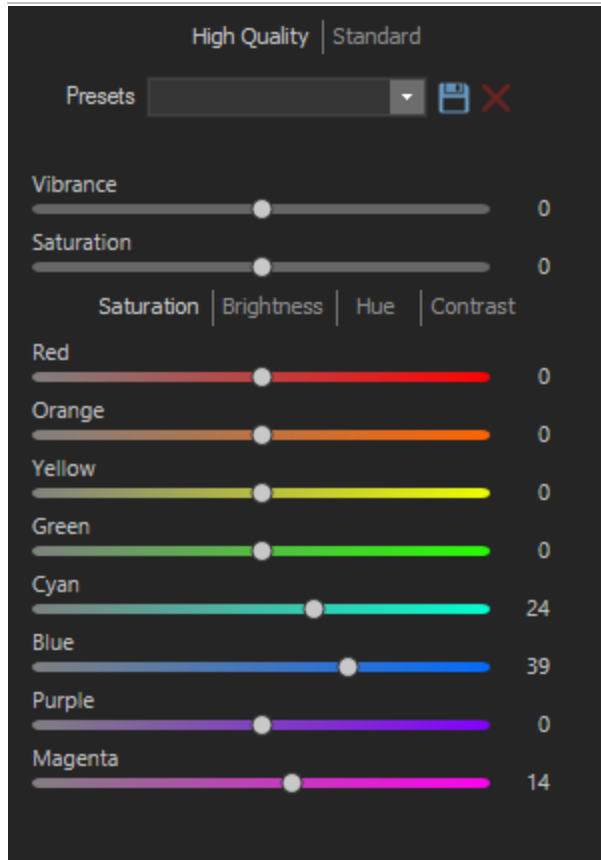 High Quality Standard
Presets
Vibrance
0
Saturation
0
Saturation Brightness Hue Contrast
Red
0
Orange
0
Yellow
0
Green
0
Cyan
24
Blue
39
Purple
0
Magenta
14